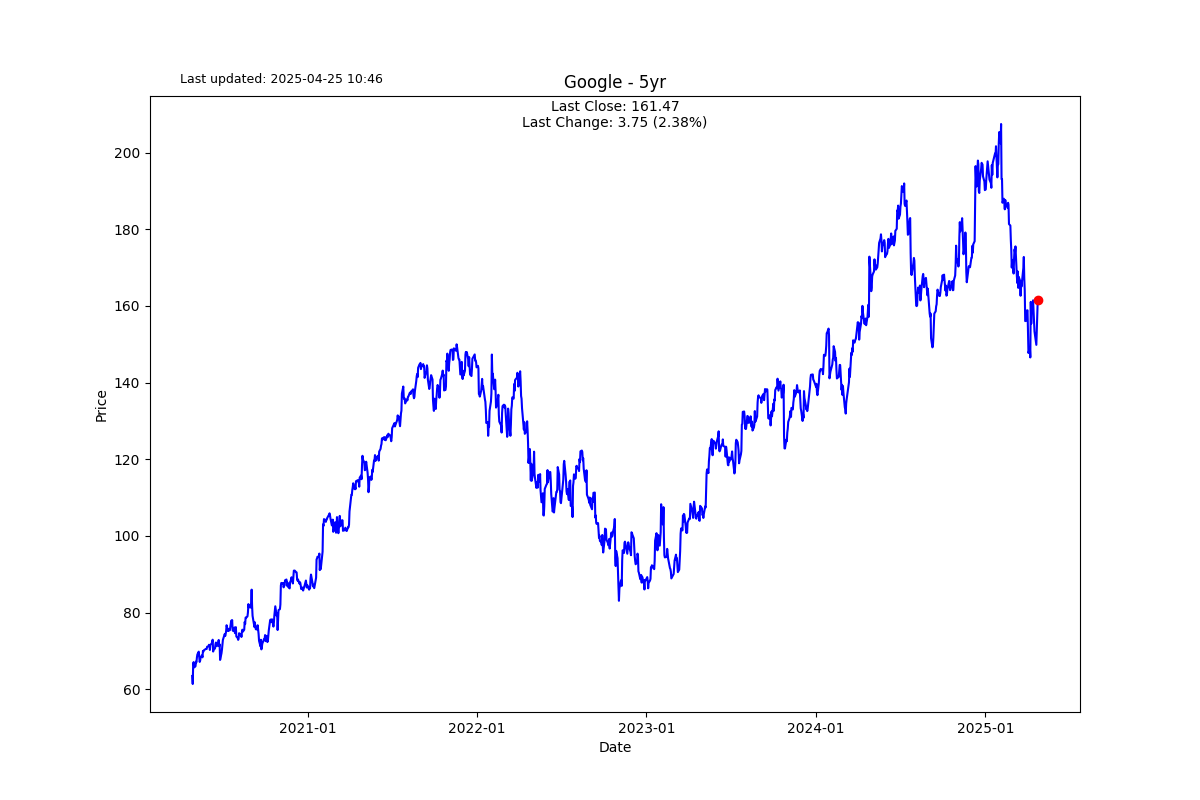 Last updated: 2025-04-25 10:46
Google - 5yr
Last Close: 161.47
Last Change: 3.75 (2.38%)
200
180
160
140
120
100
80
60
Price
2021-01
2022-01
2023-01
2024-01
2025-01
Date